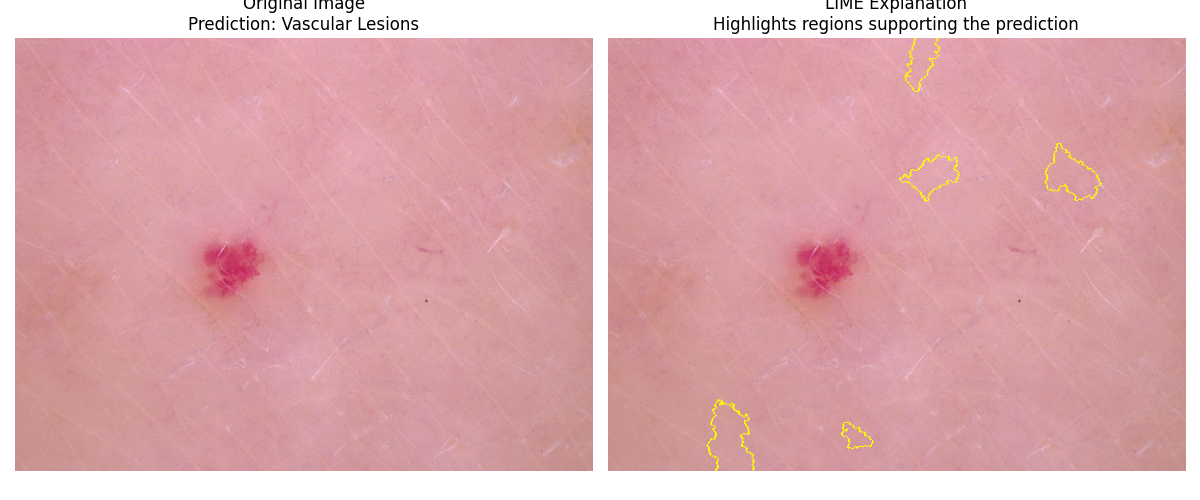 Original Image
Prediction: Vascular Lesions
LIME Explanation
Highlights regions supporting the prediction